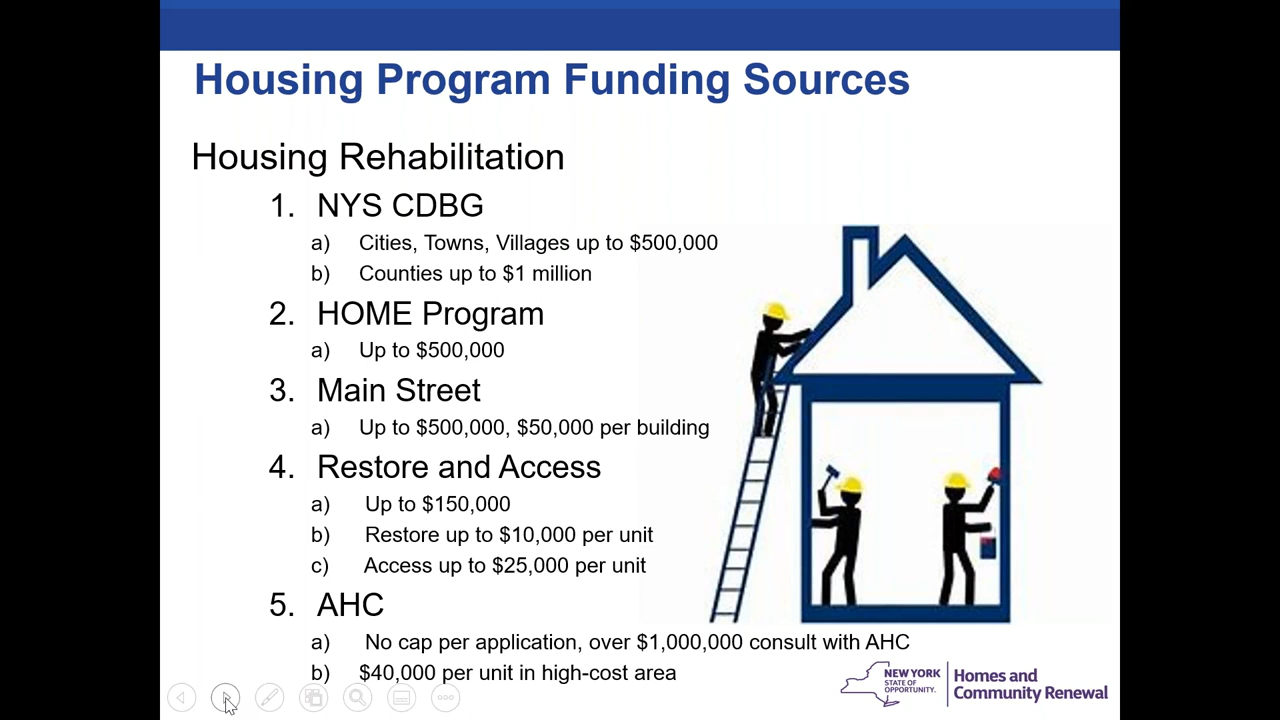 Housing Program Funding Sources
Housing Rehabilitation
1. NYS CDBG
a) Cities, Towns, Villages up to $500,000
b) Counties up to $1 million
2. HOME Program
a) Up to $500,000
3. Main Street
a) Up to $500,000, $50,000 per building
4. Restore and Access
a) Up to $150,000
b) Restore up to $10,000 per unit
c) Access up to $25,000 per unit
5. AHC
a) No cap per application, over $1,000,000 consult with AHC
b) $40,000 per unit in high-cost area
NEW YORK
STATE OF
OPPORTUNITY.
Homes and
Community Renewal